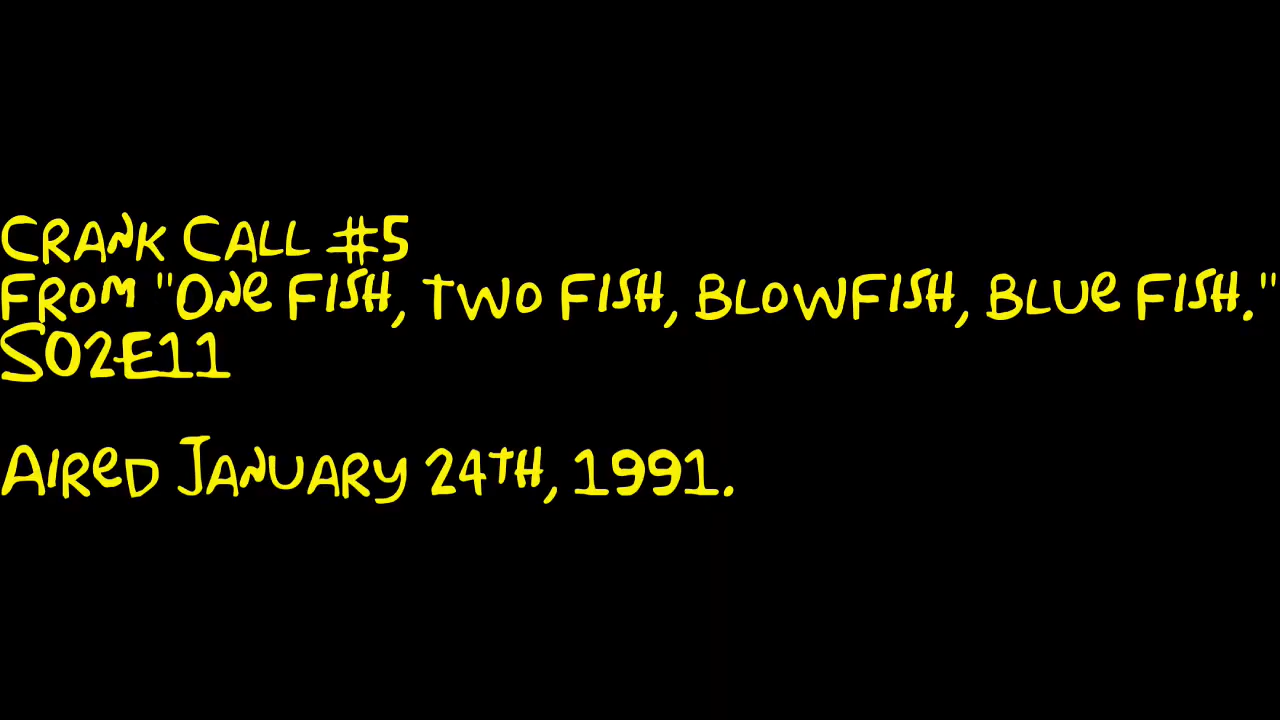 CRANK CALL #5
FROM "ONE FISH, TWO FISH, BLOWFISH, BLUE FISH."
S02E11
AIRED JANUARY 24TH, 1991.